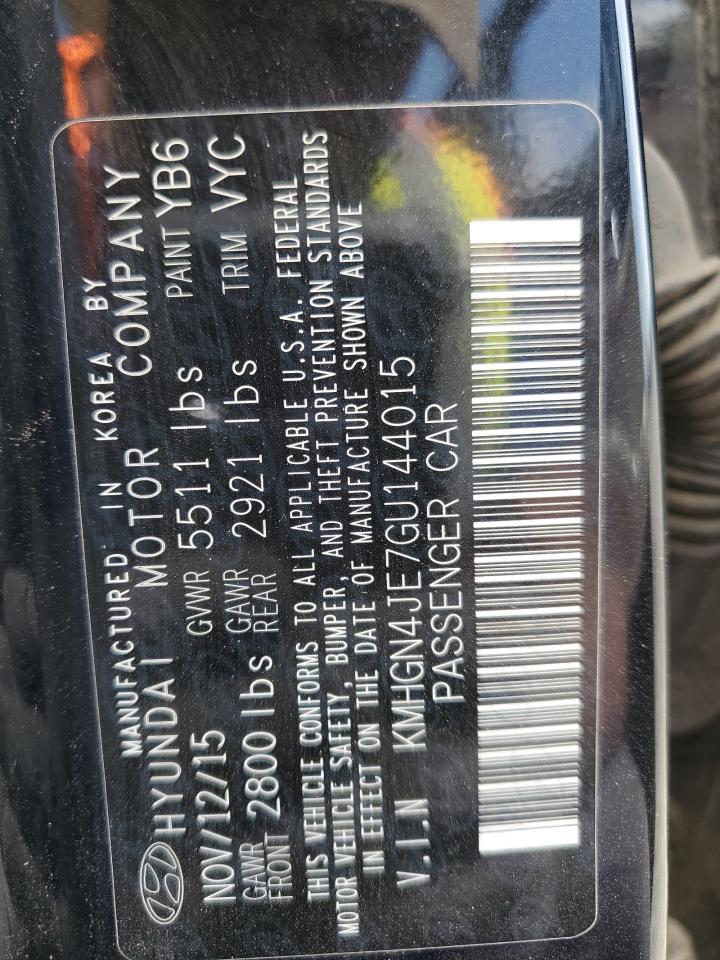 MANUFACTURED IN KOREA BY
HYUNDAI MOTOR COMPANY
NOV/12/15 GVWR 5511 lbs PAINT YB6
GAWR FRONT 2800 lbs GAWR REAR 2921 lbs TRIM VYC
THIS VEHICLE CONFORMS TO ALL APPLICABLE U.S.A. FEDERAL
MOTOR VEHICLE SAFETY, BUMPER, AND THEFT PREVENTION STANDARDS
IN EFFECT ON THE DATE OF MANUFACTURE SHOWN ABOVE
V.I.N KMHGN4JE7GU144015
PASSENGER CAR